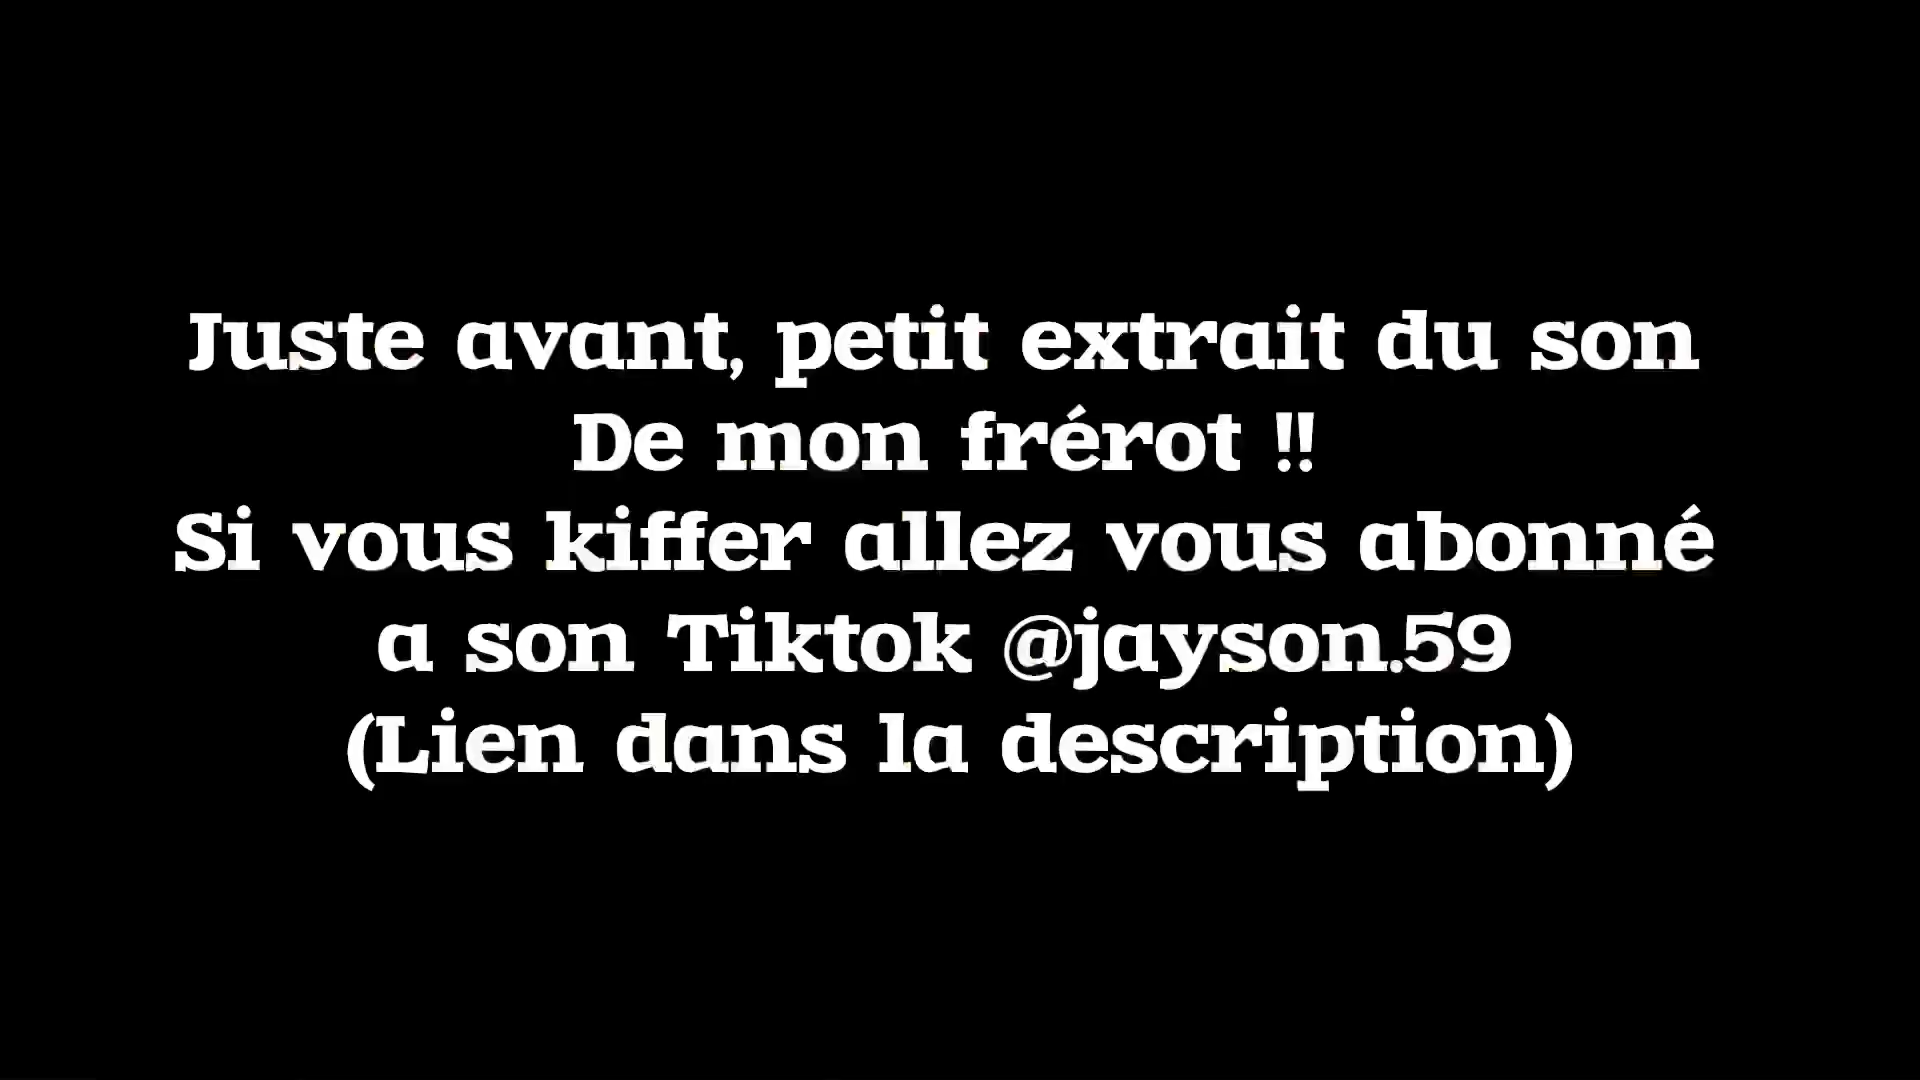 Juste avant, petit extrait du son
De mon frérot !!
Si vous kiffer allez vous abonné
a son Tiktok @jayson.59
(Lien dans la description)